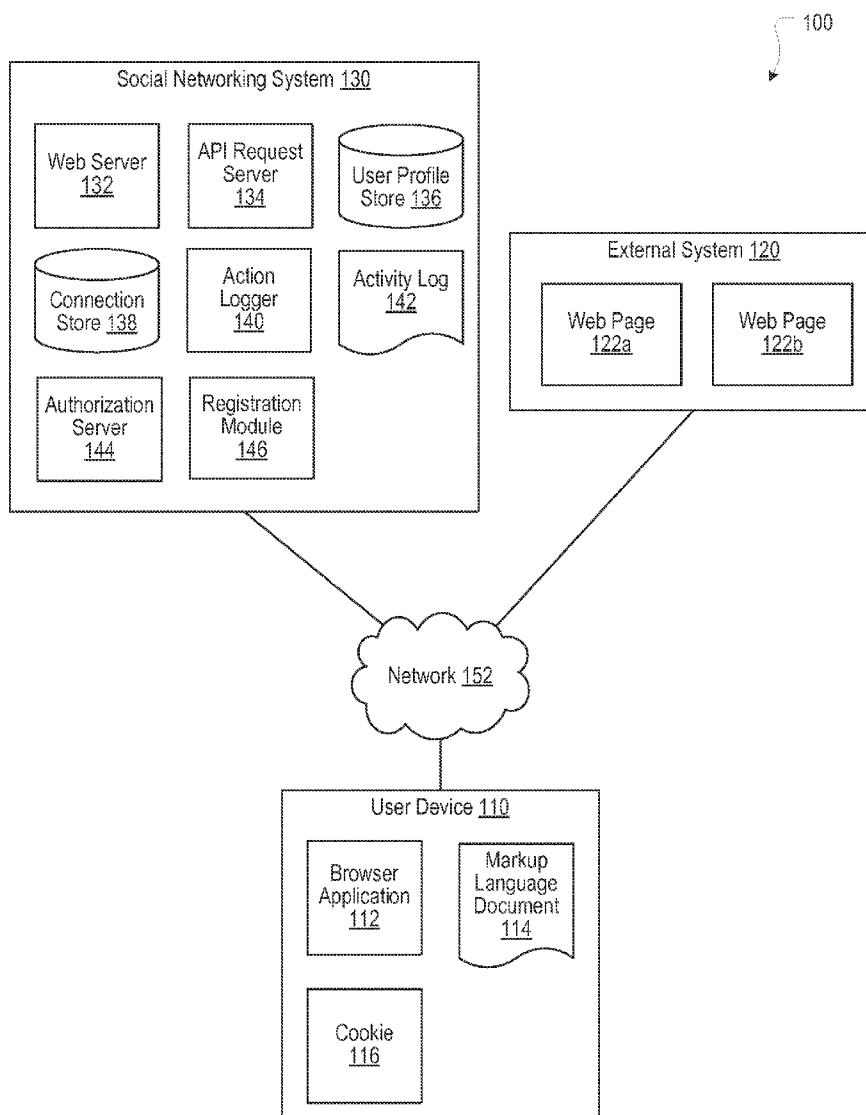 100
Social Networking System 130
Web Server
132
API Request
Server
134
User Profile
Store 136
Connection
Store 138
Action
Logger
140
Activity Log
142
Authorization
Server
144
Registration
Module
146
External System 120
Web Page
122a
Web Page
122b
Network 152
User Device 110
Browser
Application
112
Markup
Language
Document
114
Cookie
116